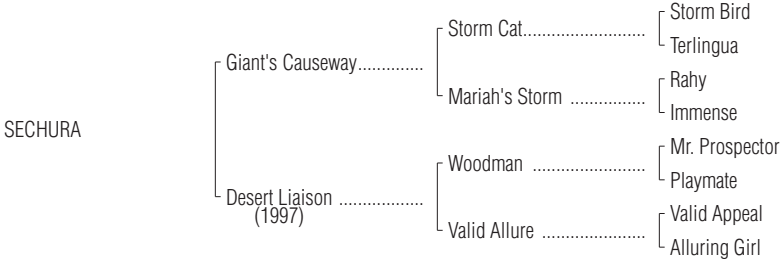 SECHURA
Giant's Causeway..............
Desert Liaison ..................
(1997)
Storm Cat..........................
Mariah's Storm ................
Woodman ........................
Valid Allure ......................
Storm Bird
Terlingua
Rahy
Immense
Mr. Prospector
Playmate
Valid Appeal
Alluring Girl